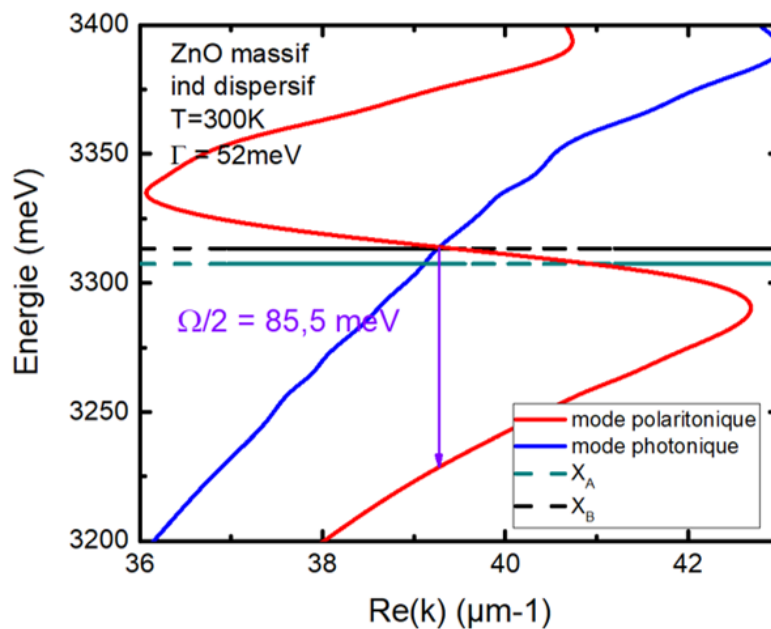 3400
3350
3300
3250
3200
Energie (meV)
ZnO massif
ind dispersif
T=300K
Γ = 52meV
Ω/2 = 85,5 meV
mode polaritonique
mode photonique
X_A
X_B
36
38
40
42
Re(k) (µm-1)